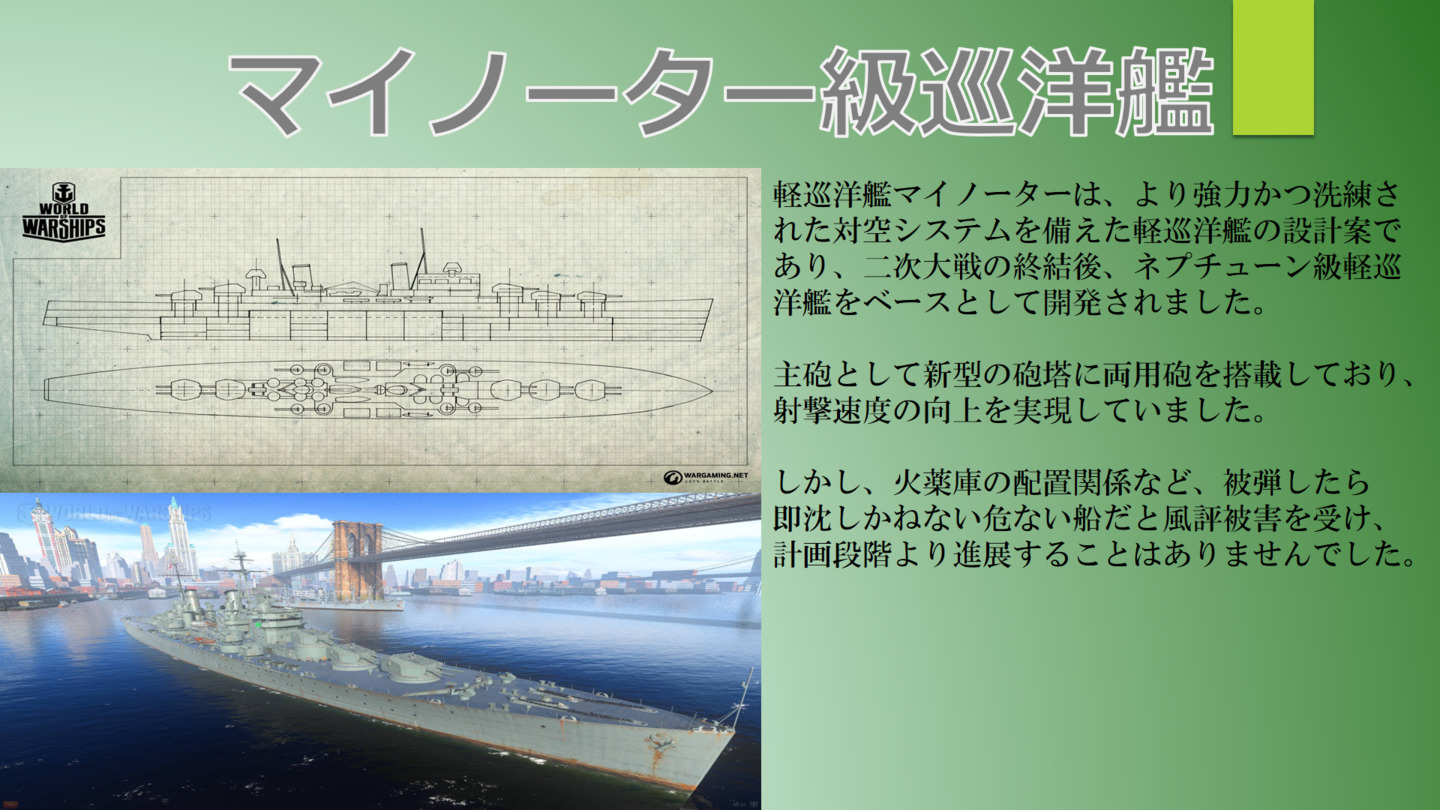 マイノーター級巡洋艦
WORLD
OF
WARSHIPS
WARGAMING.NET
LET'S BATTLE
WORLD OF WARSHIPS
軽巡洋艦マイノーターは、より強力かつ洗練さ
れた対空システムを備えた軽巡洋艦の設計案で
あり、二次大戦の終結後、ネプチューン級軽巡
洋艦をベースとして開発されました。
主砲として新型の砲塔に両用砲を搭載しており、
射撃速度の向上を実現していました。
しかし、火薬庫の配置関係など、被弾したら
即沈しかねない危ない船だと風評被害を受け、
計画段階より進展することはありませんでした。